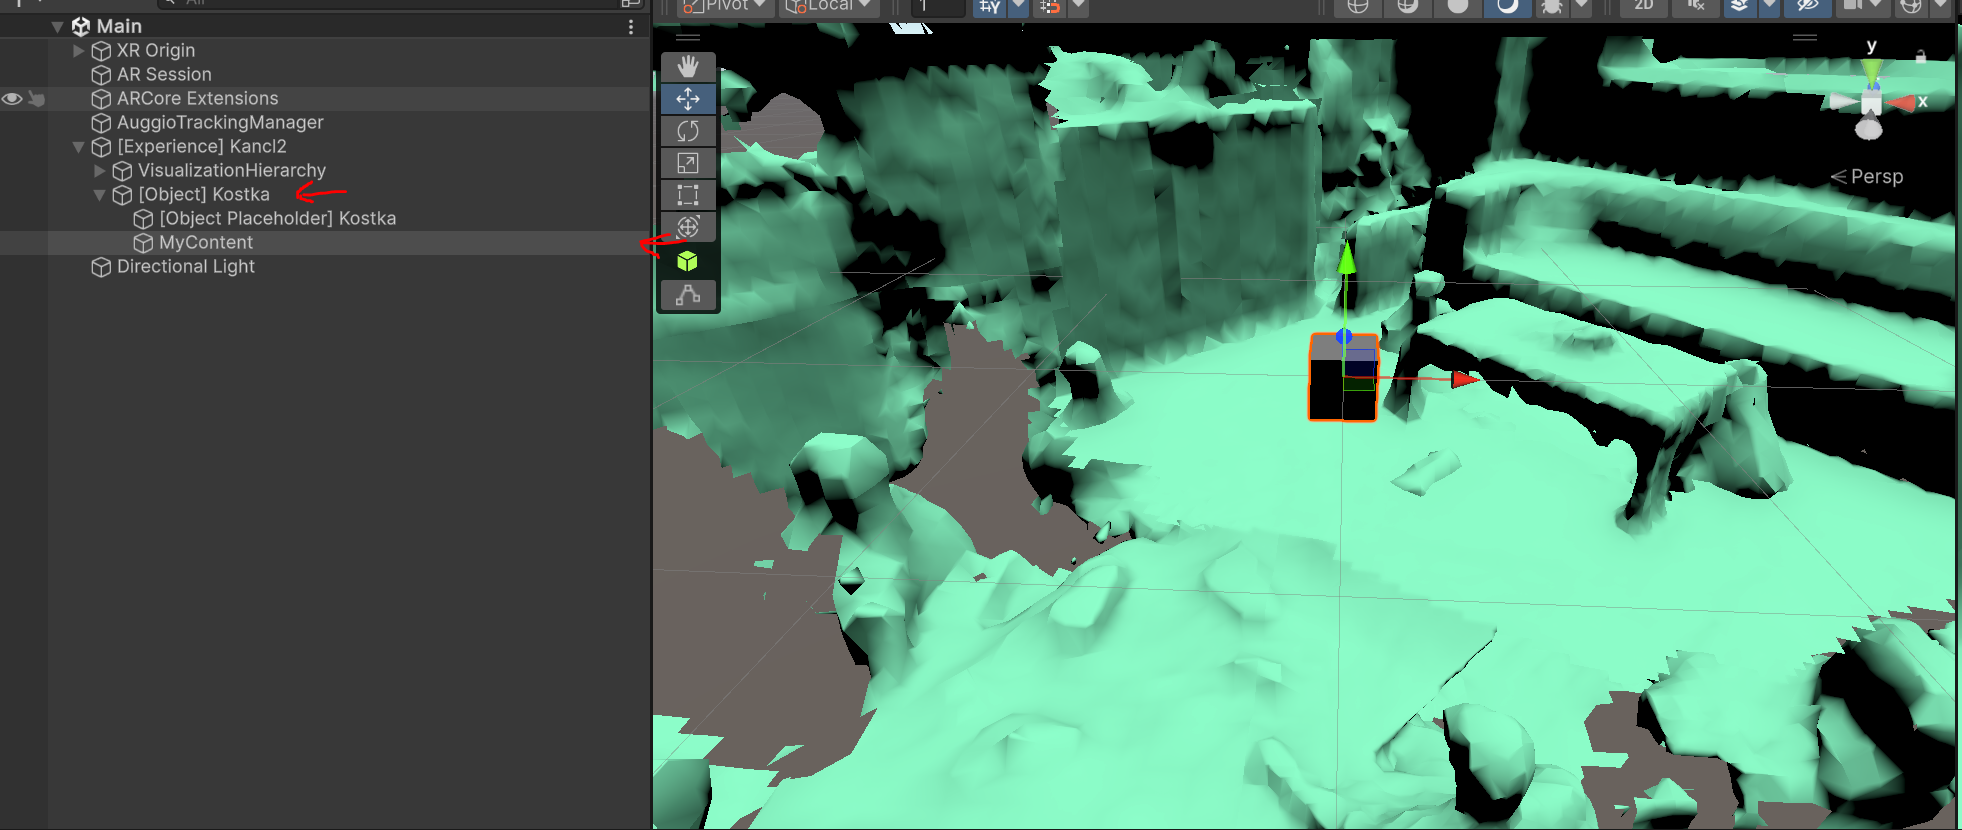 Main
XR Origin
AR Session
ARCore Extensions
AuggioTrackingManager
[Experience] Kancl2
VisualizationHierarchy
[Object] Kostka
[Object Placeholder] Kostka
MyContent
Directional Light
Pivot
Local
1
2D
y
x
Persp